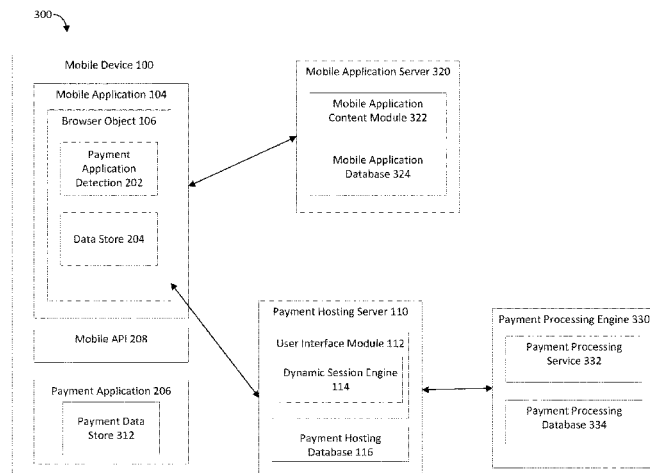 300
Mobile Device 100
Mobile Application 104
Browser Object 106
Payment
Application
Detection 202
Data Store 204
Mobile API 208
Payment Application 206
Payment Data
Store 312
Mobile Application Server 320
Mobile Application
Content Module 322
Mobile Application
Database 324
Payment Hosting Server 110
User Interface Module 112
Dynamic Session Engine
114
Payment Hosting
Database 116
Payment Processing Engine 330
Payment Processing
Service 332
Payment Processing
Database 334